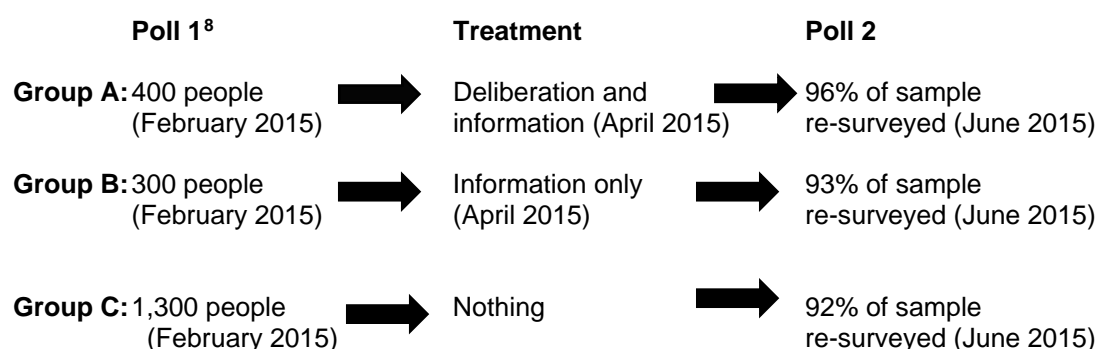 Poll 1⁸ Treatment Poll 2
Group A: 400 people Deliberation and 96% of sample
(February 2015) information (April 2015) re-surveyed (June 2015)
Group B: 300 people Information only 93% of sample
(February 2015) (April 2015) re-surveyed (June 2015)
Group C: 1,300 people Nothing 92% of sample
(February 2015) re-surveyed (June 2015)